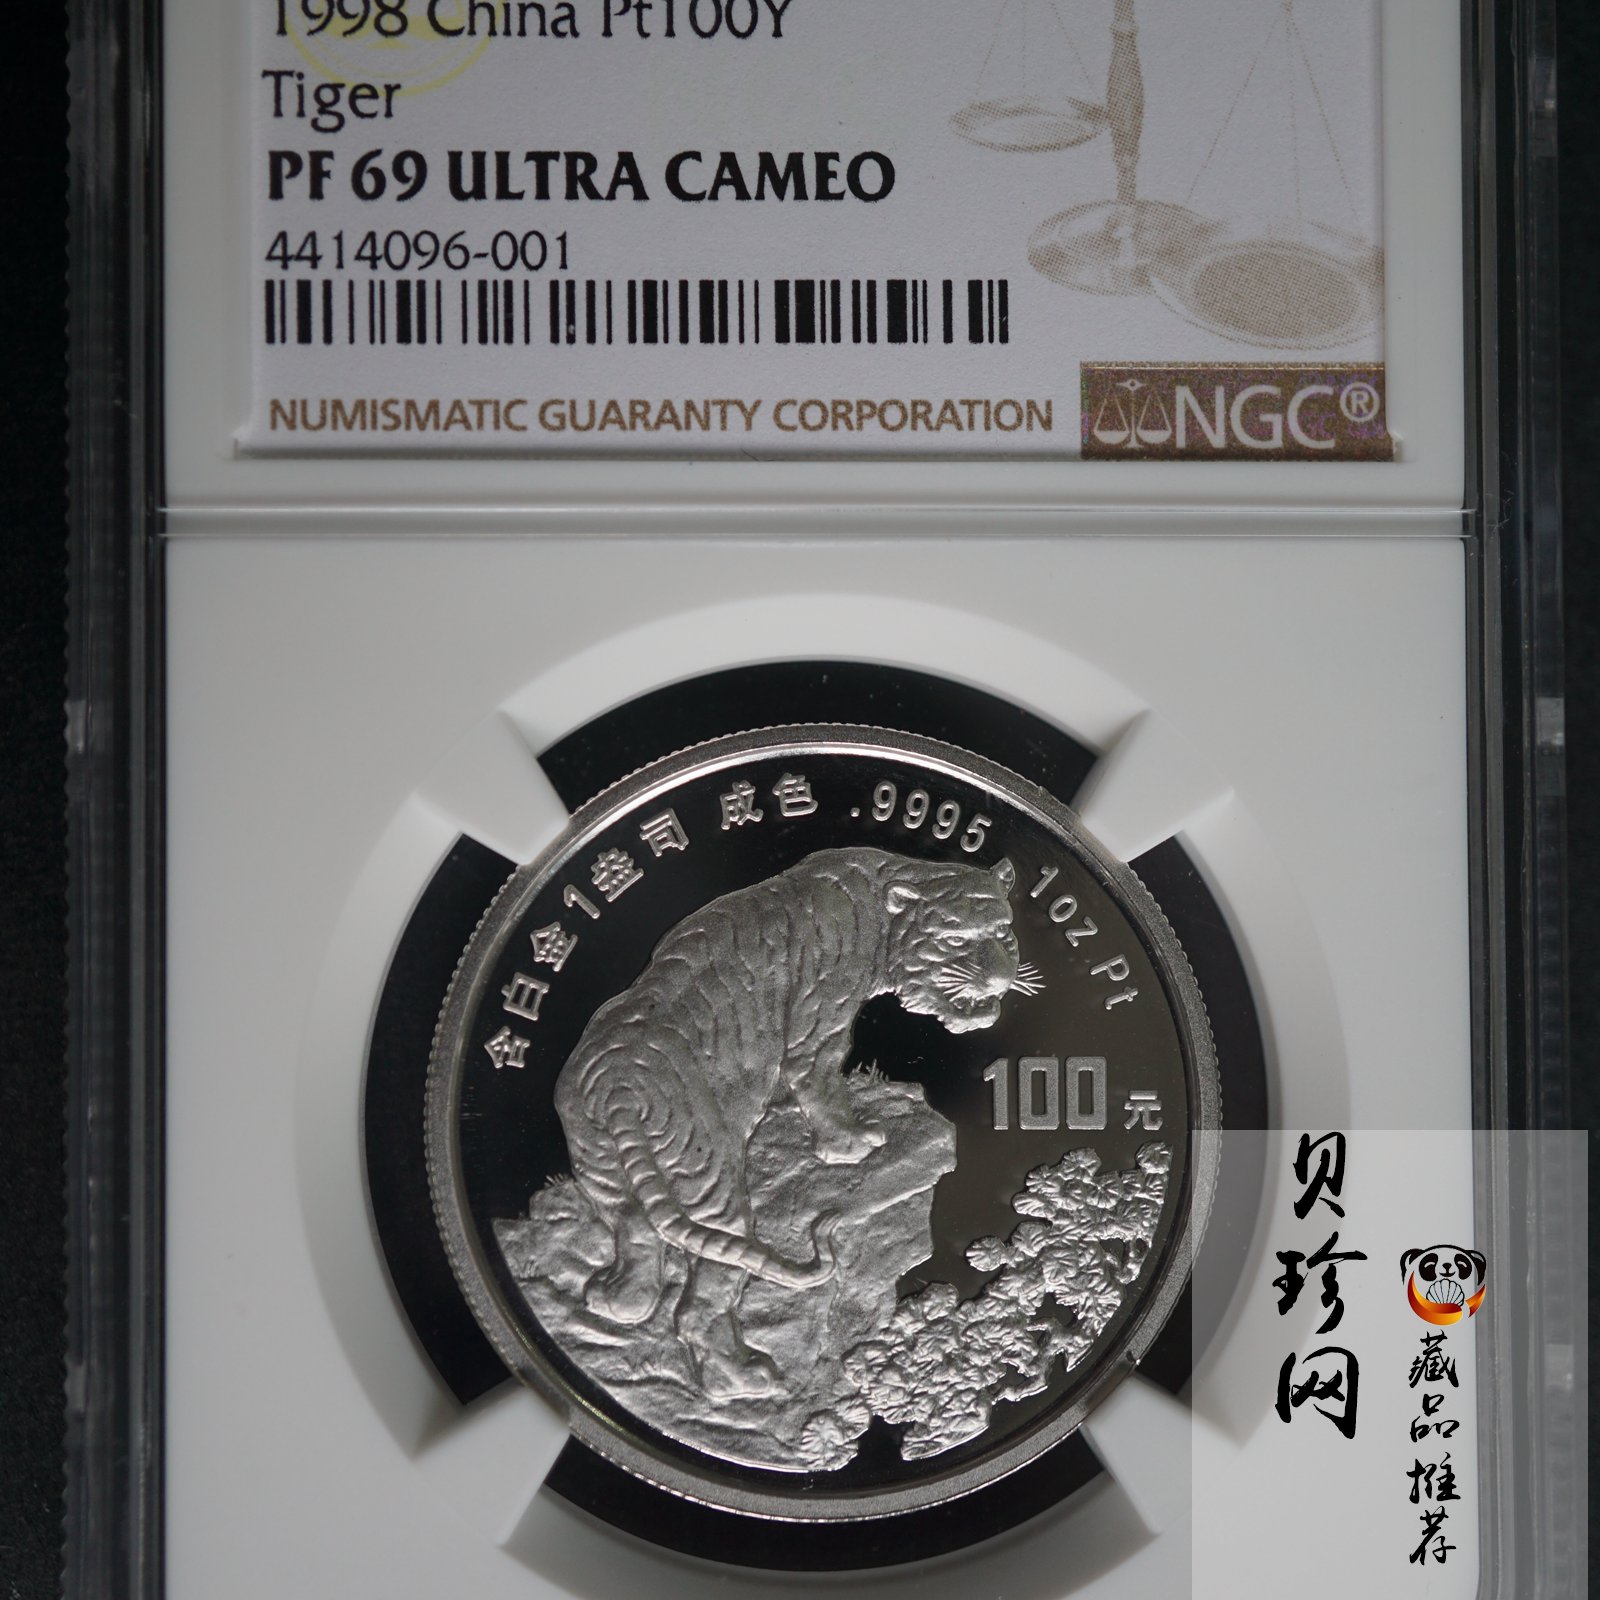 1998 China Pt100Y
Tiger
PF 69 ULTRA CAMEO
4414096-001
NUMISMATIC GUARANTY CORPORATION
NGC®
含白金1盎司 成色 .9995 1oz Pt
100元
贝珍网
藏品推荐